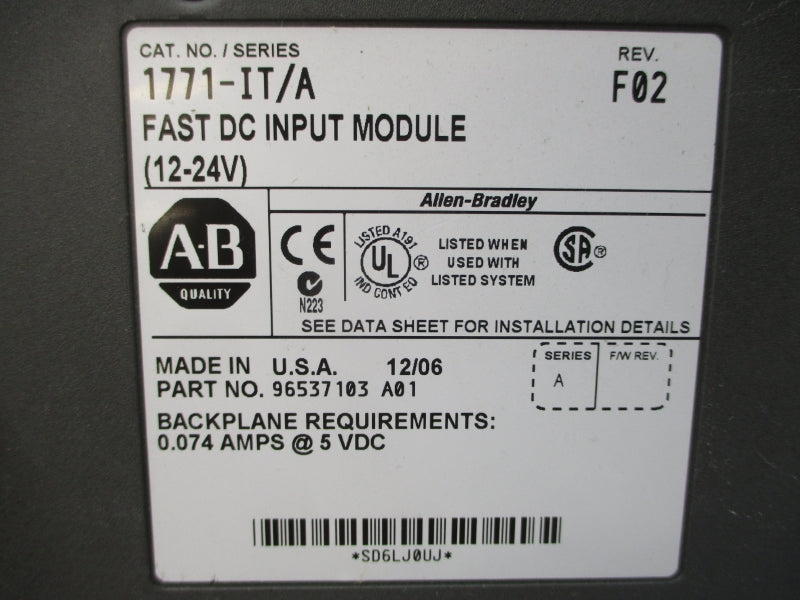 CAT. NO. / SERIES
REV.
1771-IT/A
F02
FAST DC INPUT MODULE
(12-24V)
Allen-Bradley
A-B
QUALITY
CE
N223
LISTED A191
UL
®
IND CONT EQ
LISTED WHEN
USED WITH
LISTED SYSTEM
SA
®
SEE DATA SHEET FOR INSTALLATION DETAILS
MADE IN U.S.A. 12/06
PART NO. 96537103 A01
SERIES
F/W REV.
A
BACKPLANE REQUIREMENTS:
0.074 AMPS @ 5 VDC
*SD6LJ0UJ*